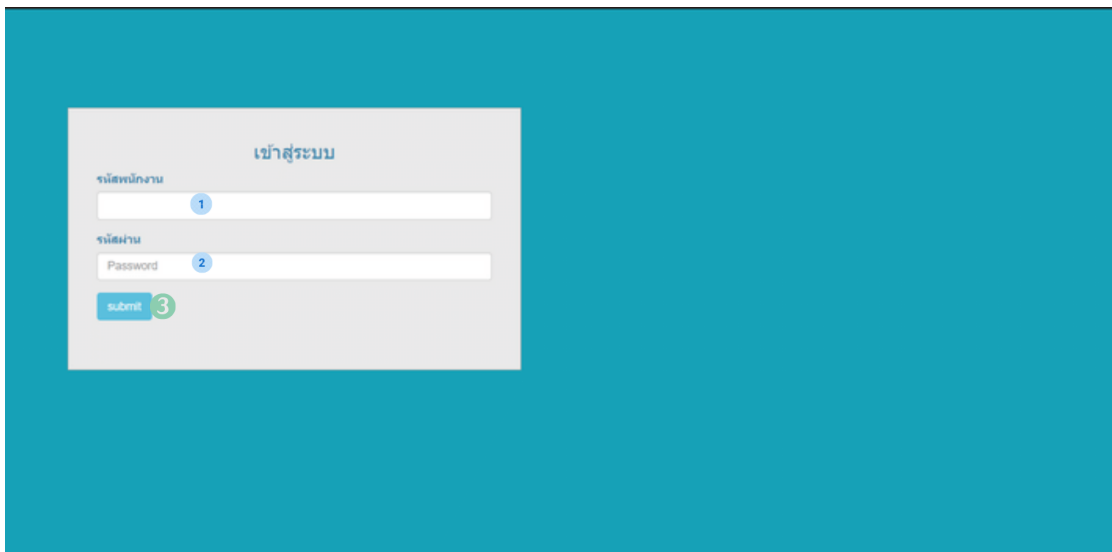 เข้าสู่ระบบ
รหัสพนักงาน
1
รหัสผ่าน
Password 2
submit 3